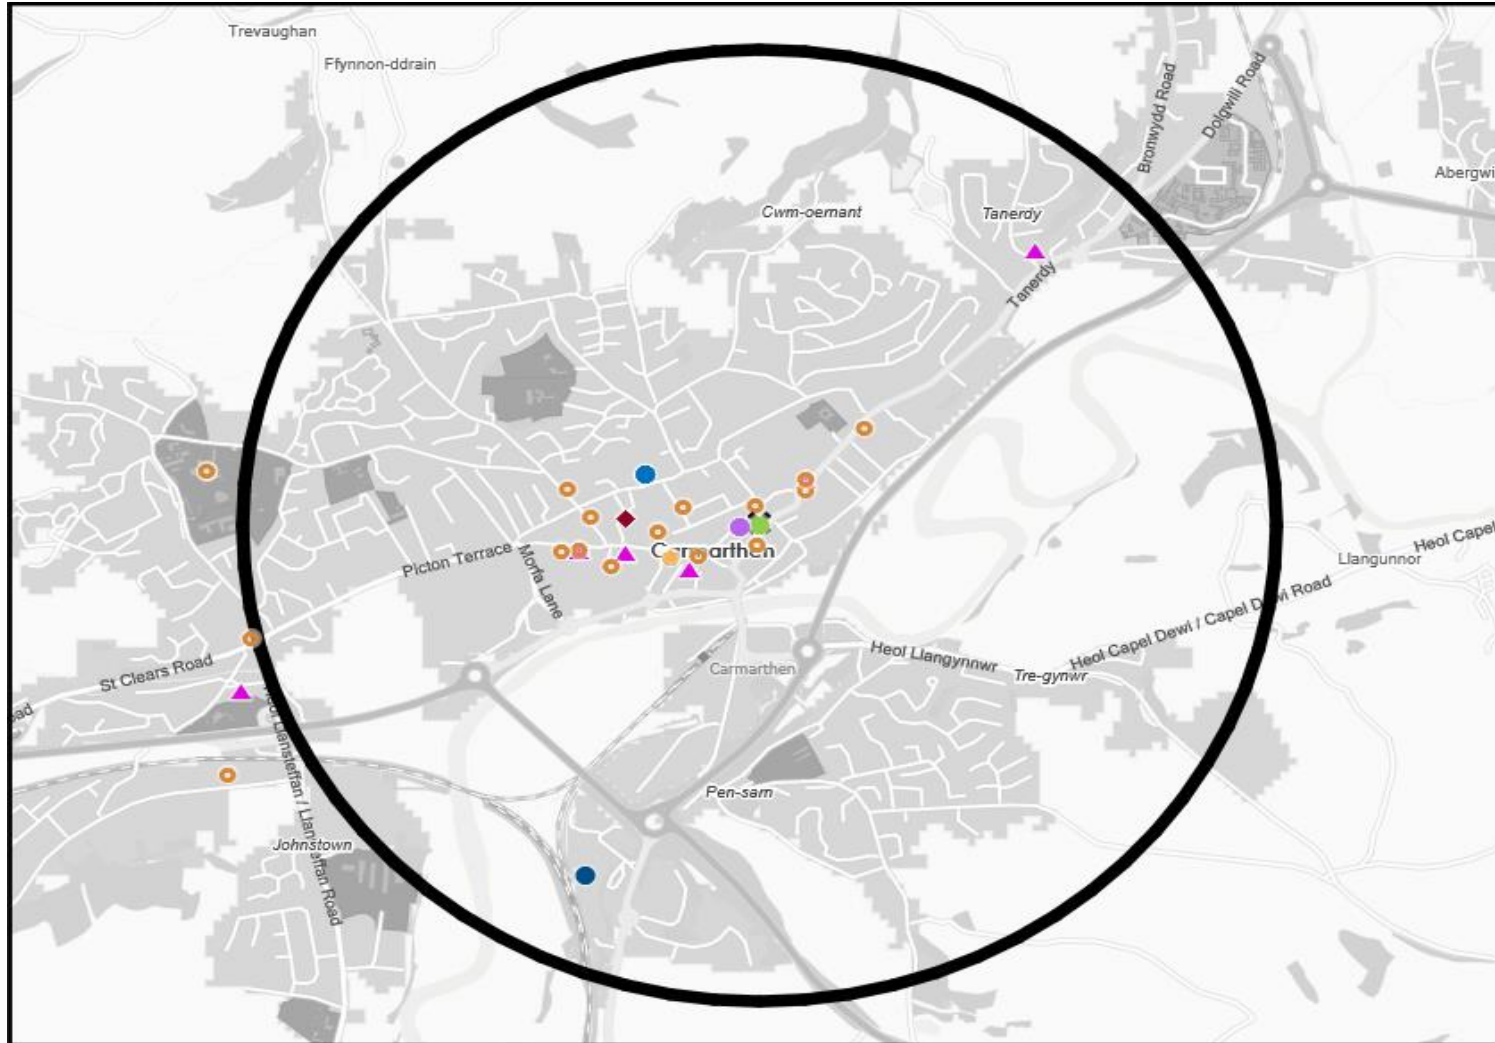 Trevaughan
Ffynnon-ddrain
Bronwydd Road
Dolgwili Road
Abergwi
Cwm-oernant
Tanerdy
Tanerdy
Picton Terrace
Morfa Lane
Carmarthen
Heol Capel
Llangunnor
Heol Capel Dewi / Capel Dewi Road
Heol Llangynnwr
Tre-gynwr
Carmarthen
St Clears Road
oad
Heol Llansteffan / Llansteffan Road
Pen-sarn
Johnstown